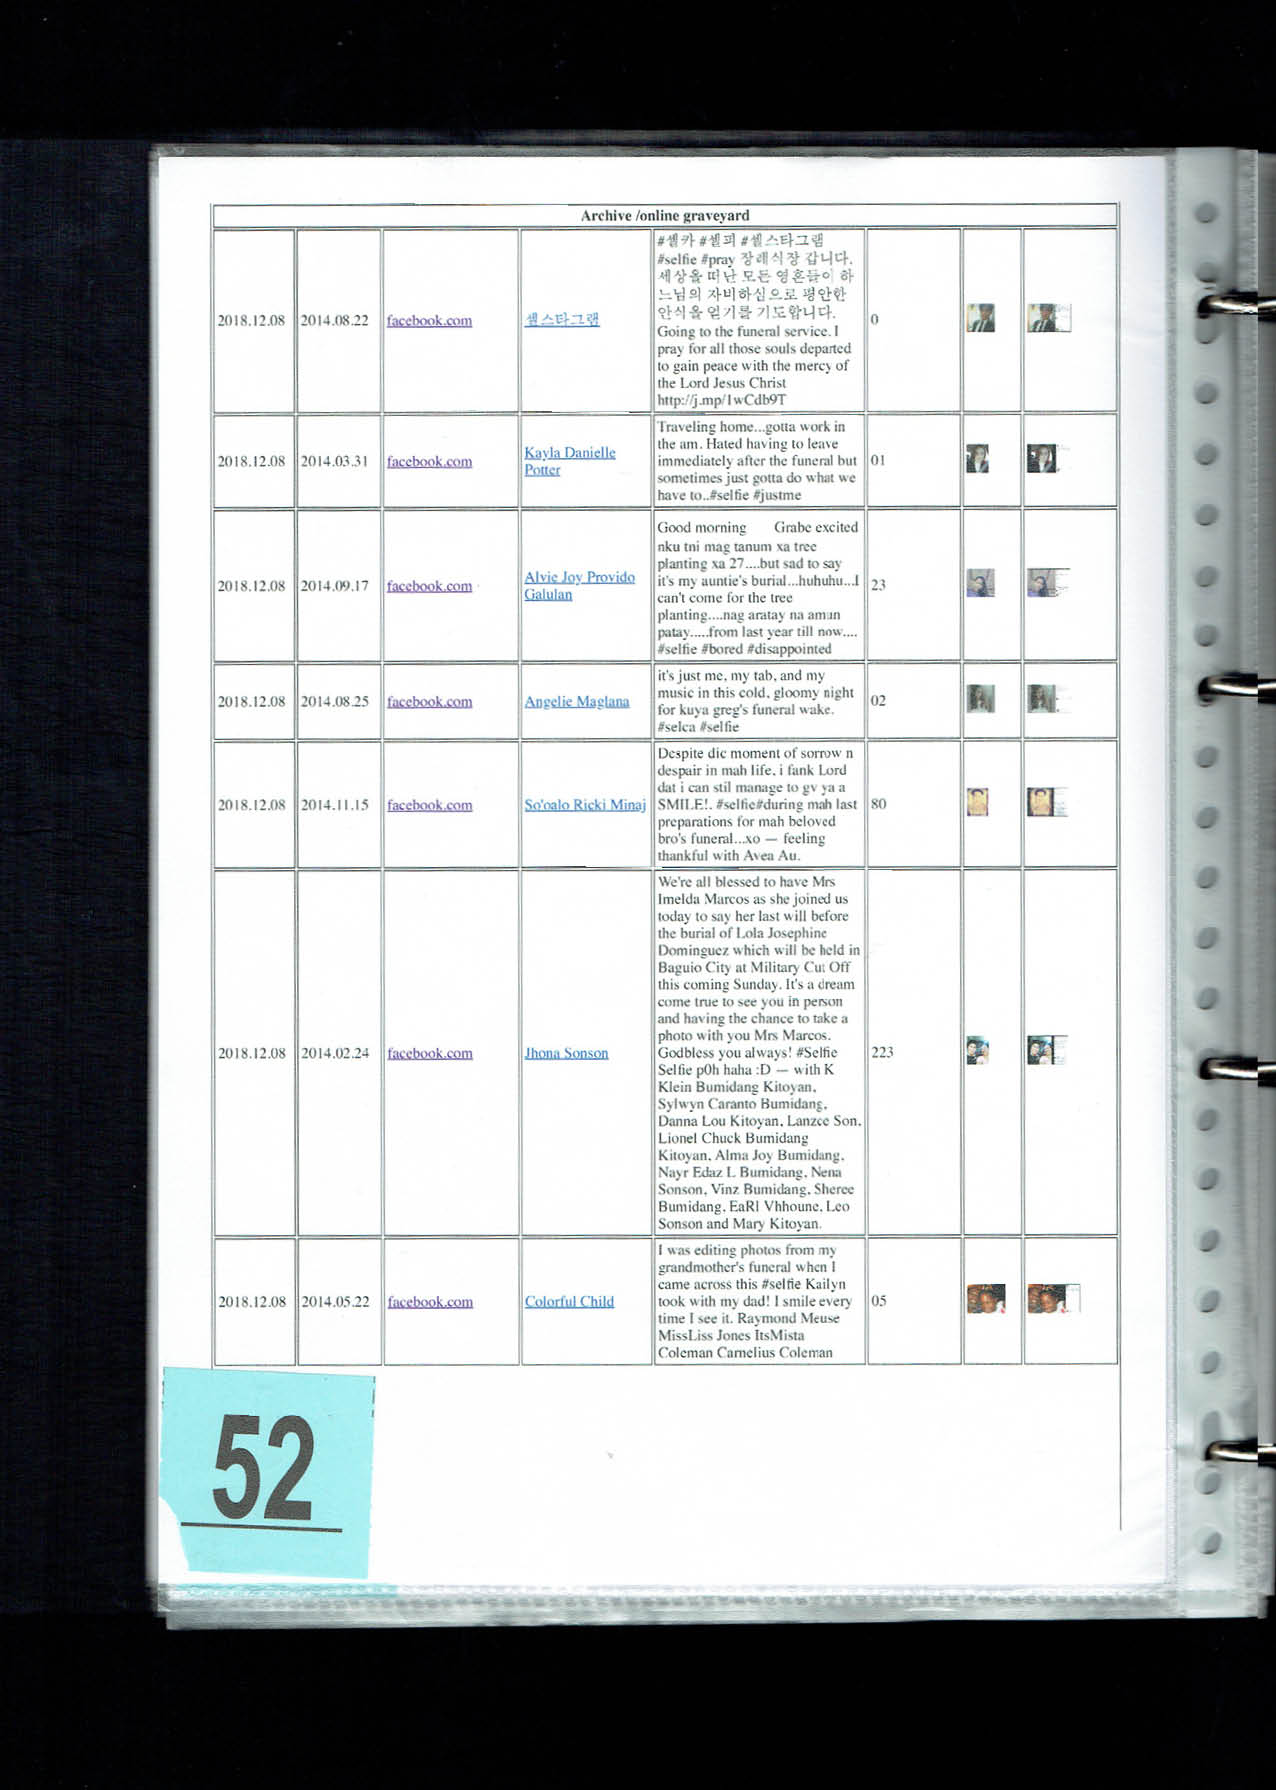 Archive /online graveyard
2018.12.08
2014.08.22
facebook.com
셀스타그램
#셀카 #셀피 #셀스타그램
#selfie #pray 장례식장 갑니다.
세상을 떠난 모든 영혼들이 하
느님의 자비하심으로 평안한
안식을 얻기를 기도합니다.
Going to the funeral service. I
pray for all those souls departed
to gain peace with the mercy of
the Lord Jesus Christ
http://j.mp/1wCdb9T
0
2018.12.08
2014.03.31
facebook.com
Kayla Danielle
Potter
Traveling home...gotta work in
the am. Hated having to leave
immediately after the funeral but
sometimes just gotta do what we
have to..#selfie #justme
01
2018.12.08
2014.09.17
facebook.com
Alvie Joy Provido
Galulan
Good morning Grabe excited
nku tni mag tanum xa tree
planting xa 27....but sad to say
it's my auntie's burial...huhuhu...I
can't come for the tree
planting....nag aratay na aman
patay.....from last year till now....
#selfie #bored #disappointed
23
2018.12.08
2014.08.25
facebook.com
Angelie Maglana
it's just me, my tab, and my
music in this cold, gloomy night
for kuya greg's funeral wake.
#selca #selfie
02
2018.12.08
2014.11.15
facebook.com
So'oalo Ricki Minaj
Despite dic moment of sorrow n
despair in mah life, i fank Lord
dat i can stil manage to gv ya a
SMILE!. #selfie#during mah last
preparations for mah beloved
bro's funeral...xo — feeling
thankful with Avea Au.
80
2018.12.08
2014.02.24
facebook.com
Jhona Sonson
We're all blessed to have Mrs
Imelda Marcos as she joined us
today to say her last will before
the burial of Lola Josephine
Dominguez which will be held in
Baguio City at Military Cut Off
this coming Sunday. It's a dream
come true to see you in person
and having the chance to take a
photo with you Mrs Marcos.
Godbless you always! #Selfie
Selfie p0h haha :D — with K
Klein Bumidang Kitoyan,
Sylwyn Caranto Bumidang,
Danna Lou Kitoyan, Lanzce Son,
Lionel Chuck Bumidang
Kitoyan, Alma Joy Bumidang,
Nayr Edaz L Bumidang, Nena
Sonson, Vinz Bumidang, Sheree
Bumidang, EaRl Vhhoune, Leo
Sonson and Mary Kitoyan.
223
2018.12.08
2014.05.22
facebook.com
Colorful Child
I was editing photos from my
grandmother's funeral when I
came across this #selfie Kailyn
took with my dad! I smile every
time I see it. Raymond Meuse
MissLiss Jones ItsMista
Coleman Carnelius Coleman
05
52